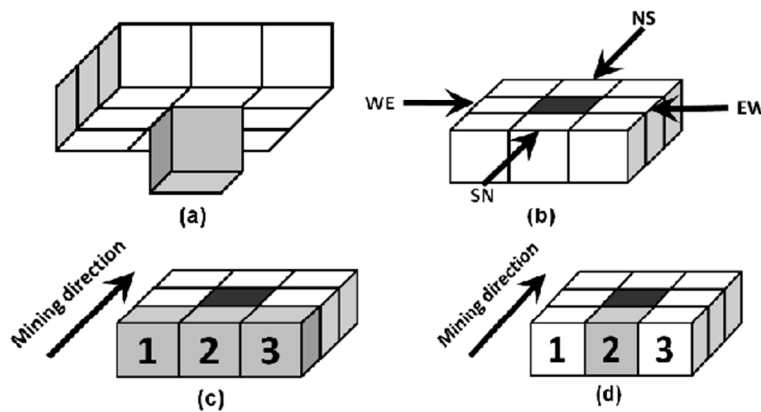 NS
WE
EW
SN
(a)
(b)
Mining direction
1 2 3
(c)
Mining direction
1 2 3
(d)